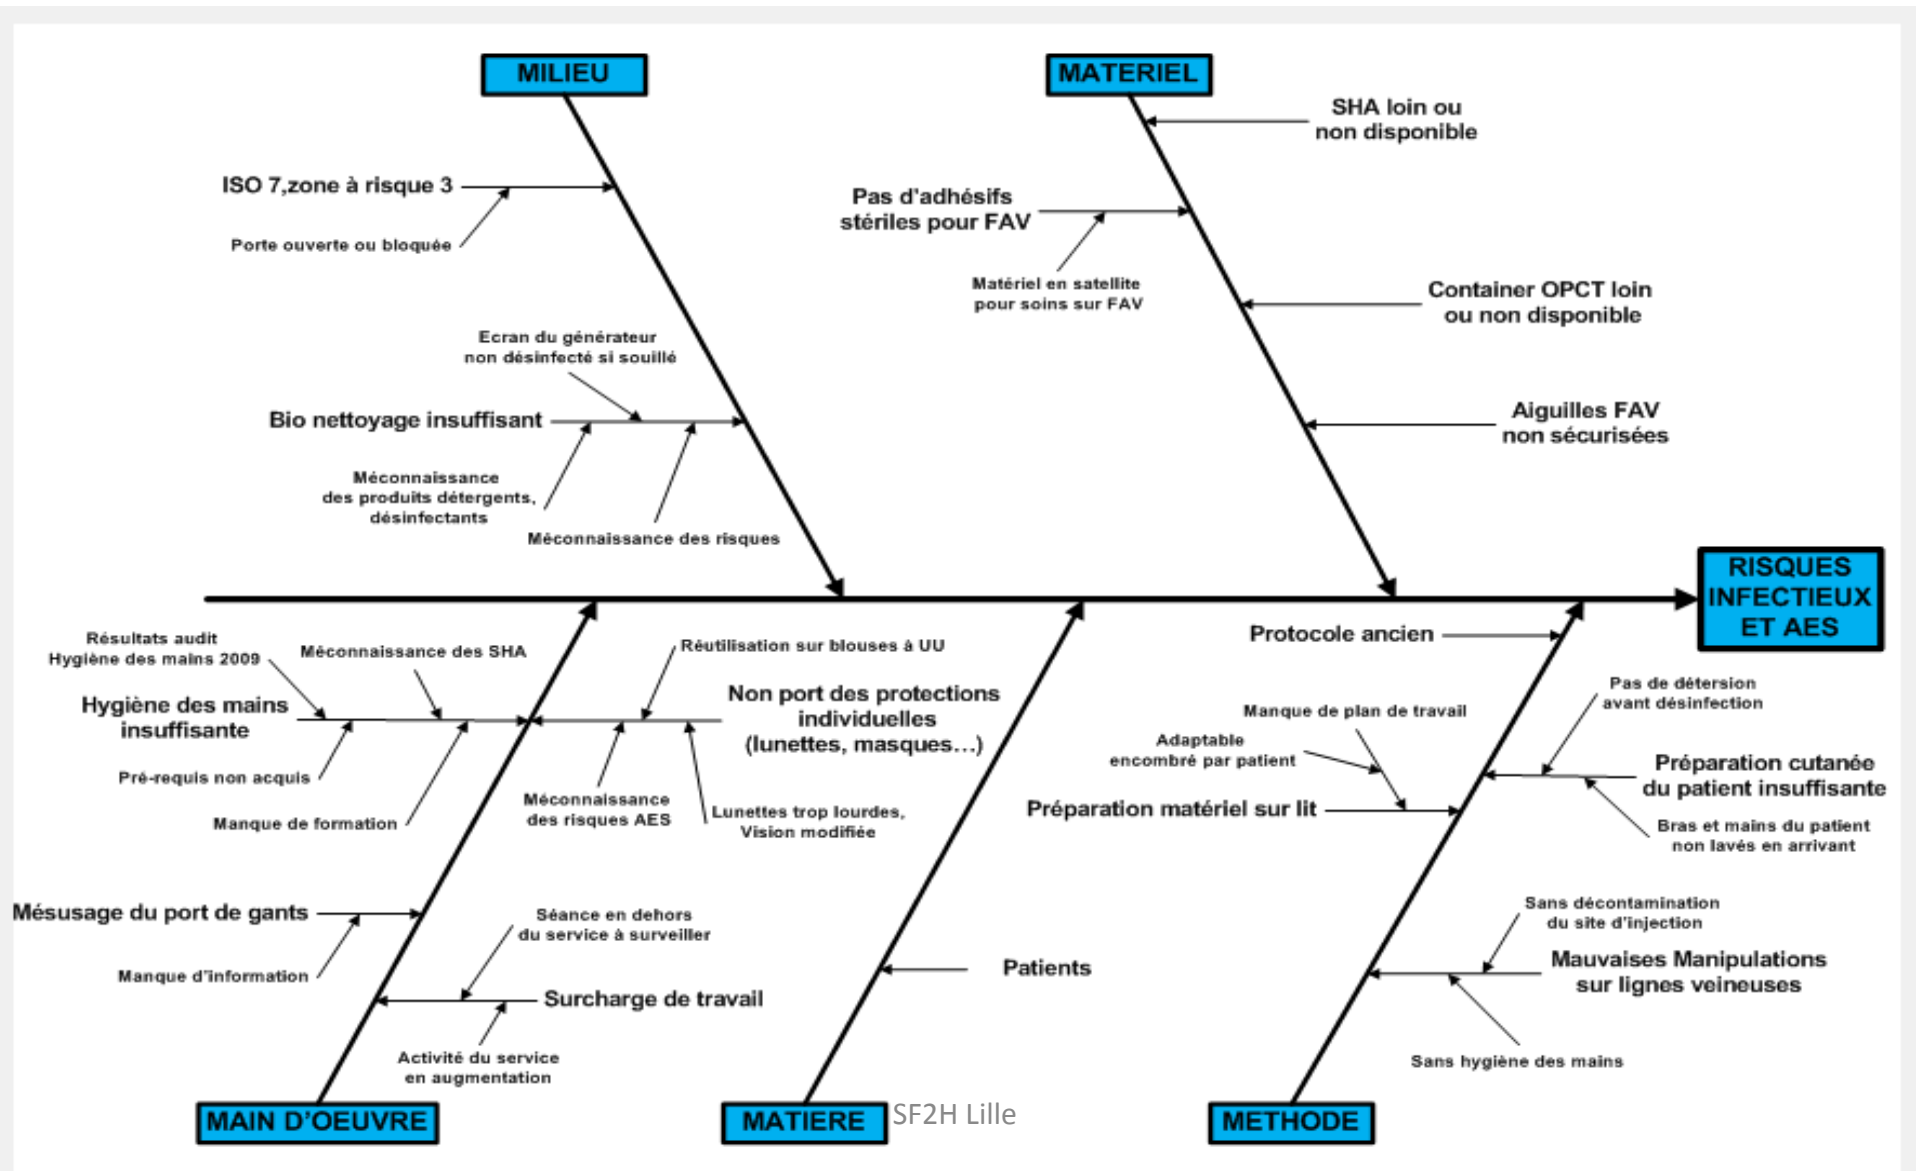 MILIEU
MATERIEL
SHA loin ou
non disponible
ISO 7,zone à risque 3
Porte ouverte ou bloquée
Pas d'adhésifs
stériles pour FAV
Matériel en satellite
pour soins sur FAV
Container OPCT loin
ou non disponible
Ecran du générateur
non désinfecté si souillé
Bio nettoyage insuffisant
Méconnaissance
des produits détergents,
désinfectants
Méconnaissance des risques
Aiguilles FAV
non sécurisées
RISQUES
INFECTIEUX
ET AES
Résultats audit
Hygiène des mains 2009
Méconnaissance des SHA
Hygiène des mains
insuffisante
Pré-requis non acquis
Manque de formation
Réutilisation sur blouses à UU
Non port des protections
individuelles
(lunettes, masques...)
Méconnaissance
des risques AES
Lunettes trop lourdes,
Vision modifiée
Protocole ancien
Pas de détersion
avant désinfection
Manque de plan de travail
Adaptable
encombré par patient
Préparation matériel sur lit
Préparation cutanée
du patient insuffisante
Bras et mains du patient
non lavés en arrivant
Mésusage du port de gants
Manque d'information
Séance en dehors
du service à surveiller
Surcharge de travail
Activité du service
en augmentation
Patients
Sans décontamination
du site d'injection
Mauvaises Manipulations
sur lignes veineuses
Sans hygiène des mains
MAIN D'OEUVRE
MATIERE
SF2H Lille
METHODE